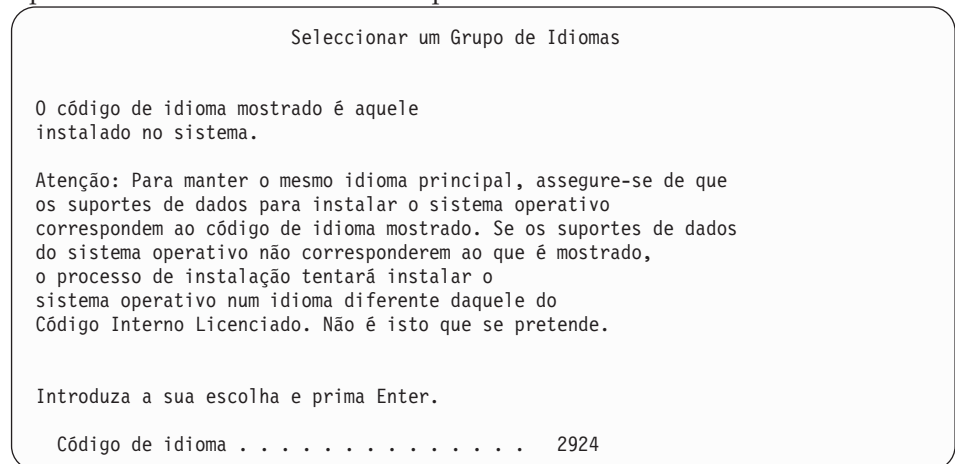 Seleccionar um Grupo de Idiomas
O código de idioma mostrado é aquele
instalado no sistema.
Atenção: Para manter o mesmo idioma principal, assegure-se de que
os suportes de dados para instalar o sistema operativo
correspondem ao código de idioma mostrado. Se os suportes de dados
do sistema operativo não corresponderem ao que é mostrado,
o processo de instalação tentará instalar o
sistema operativo num idioma diferente daquele do
Código Interno Licenciado. Não é isto que se pretende.
Introduza a sua escolha e prima Enter.
Código de idioma . . . . . . . . . . . . . . 2924